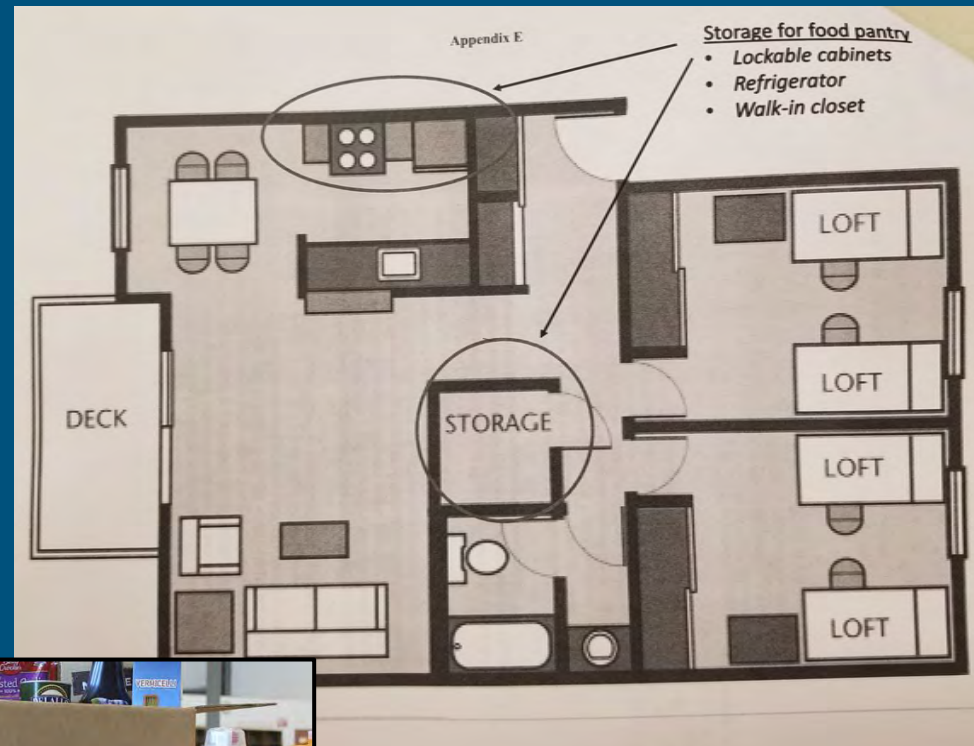 Appendix E
Storage for food pantry
• Lockable cabinets
• Refrigerator
• Walk-in closet
LOFT
LOFT
DECK
STORAGE
LOFT
LOFT
VERMICELLI